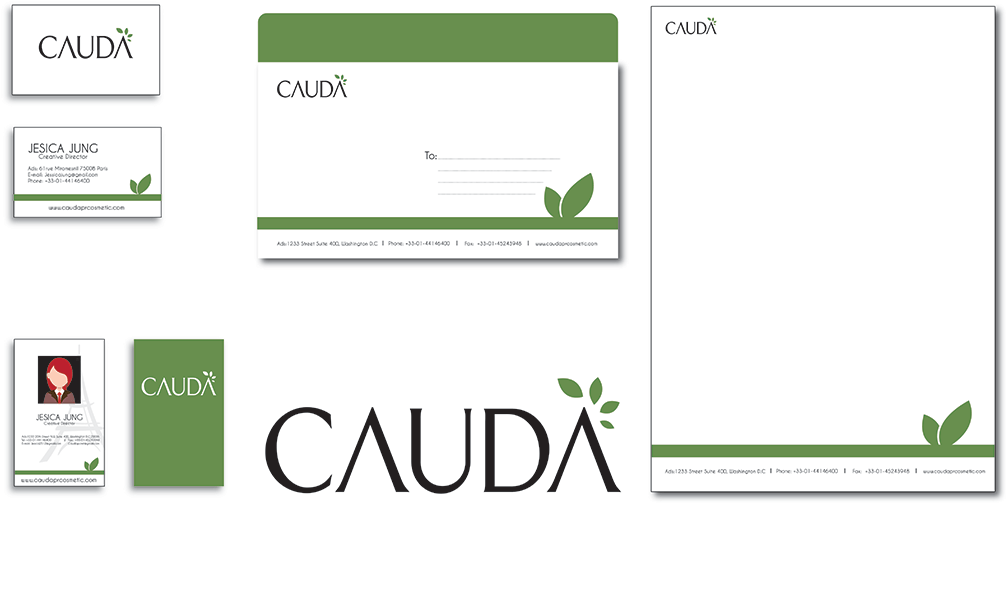 CAUDA
JESICA JUNG
Creative Director
Ads: 61 rue Miromesnil 75008 Paris
E-mail: Jessicajung@gmail.com
Phone: +33-01-44146400
www.caudaprcosmetic.com
CAUDA
To:
Ads:1233 Street Suite 400, Washington D.C | Phone: +33-01-44146400 | Fax: +33-01-45243948 | www.caudaprcosmetic.com
CAUDA
Ads:1233 Street Suite 400, Washington D.C | Phone: +33-01-44146400 | Fax: +33-01-45243948 | www.caudaprcosmetic.com
JESICA JUNG
Creative Director
www.caudaprcosmetic.com
CAUDA
CAUDA